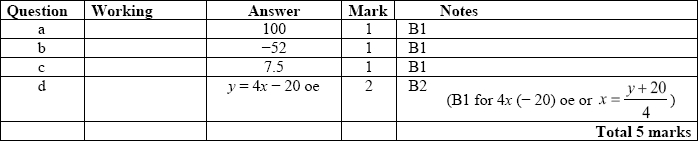 Question Working Answer Mark Notes
a 100 1 B1
b −52 1 B1
c 7.5 1 B1
d y = 4x − 20 oe 2 B2
(B1 for 4x (− 20) oe or x = (y + 20)/4)
Total 5 marks